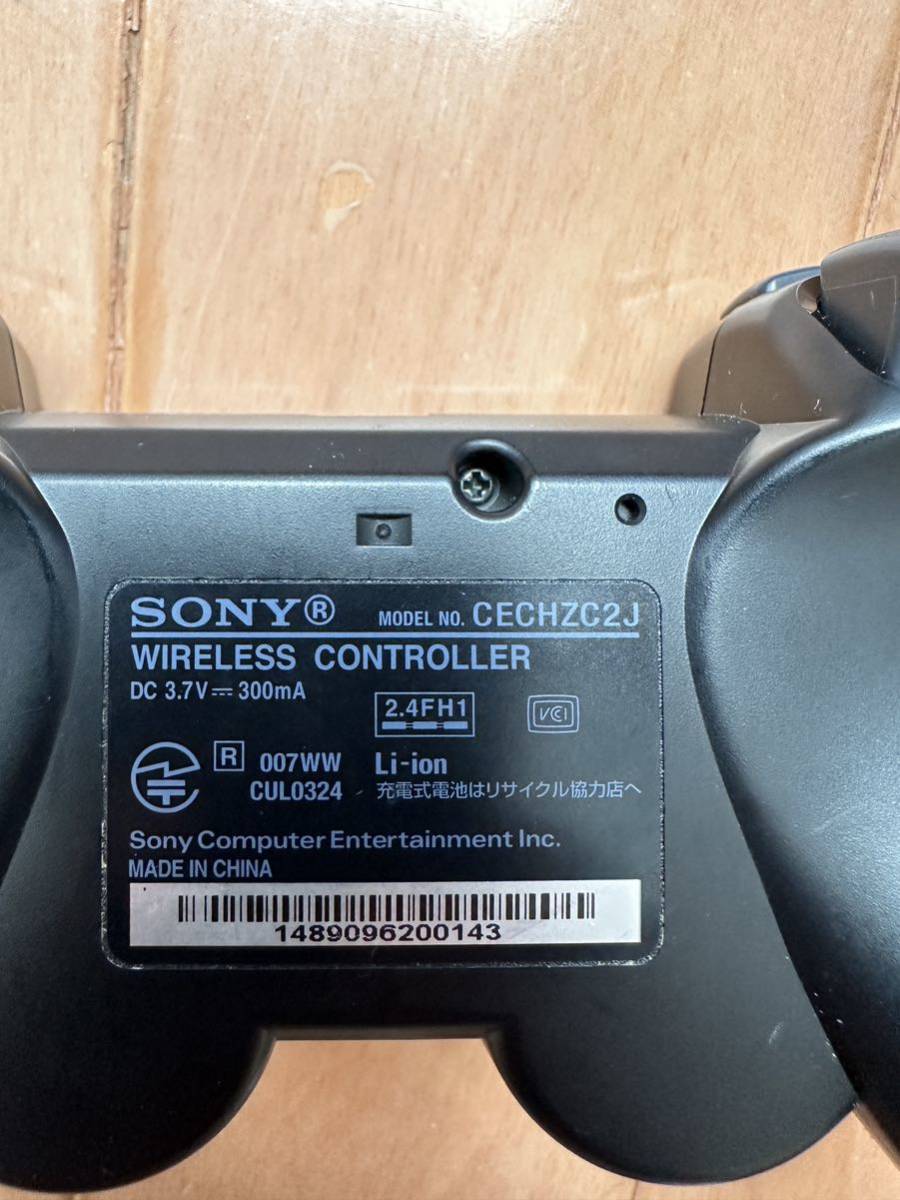 SONY® MODEL NO. CECHZC2J
WIRELESS CONTROLLER
DC 3.7V⎓300mA
2.4FH1
VCI
R 007WW
CUL0324
Li-ion
充電式電池はリサイクル協力店へ
Sony Computer Entertainment Inc.
MADE IN CHINA
1489096200143